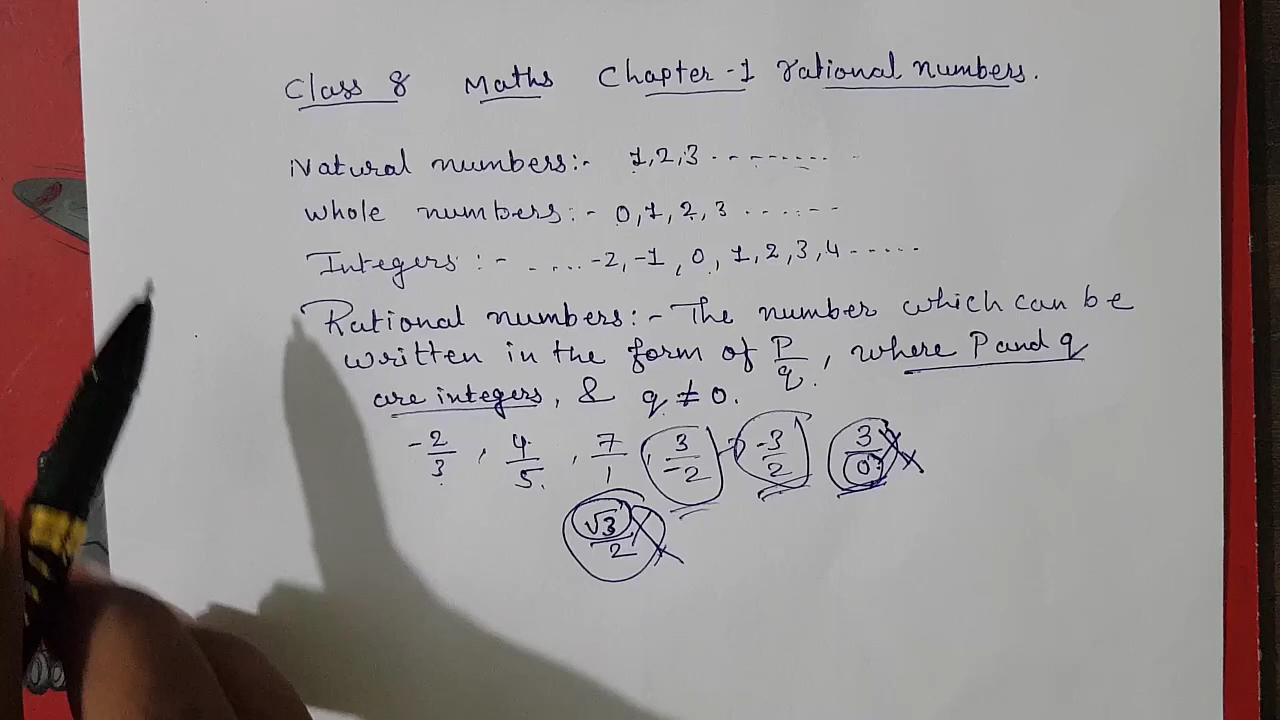 Class 8 Maths Chapter-1 rational numbers.
Natural numbers:- 1,2,3 ..........
Whole numbers:- 0,1,2,3 ......
Integers:- ....-2,-1,0,1,2,3,4.....
Rational numbers:- The number which can be
written in the form of P/q, where P and q
are integers, & q ≠ 0.
-2/3, 4/5, 7/1, 3/-2 → -3/2 3/0
√3/2